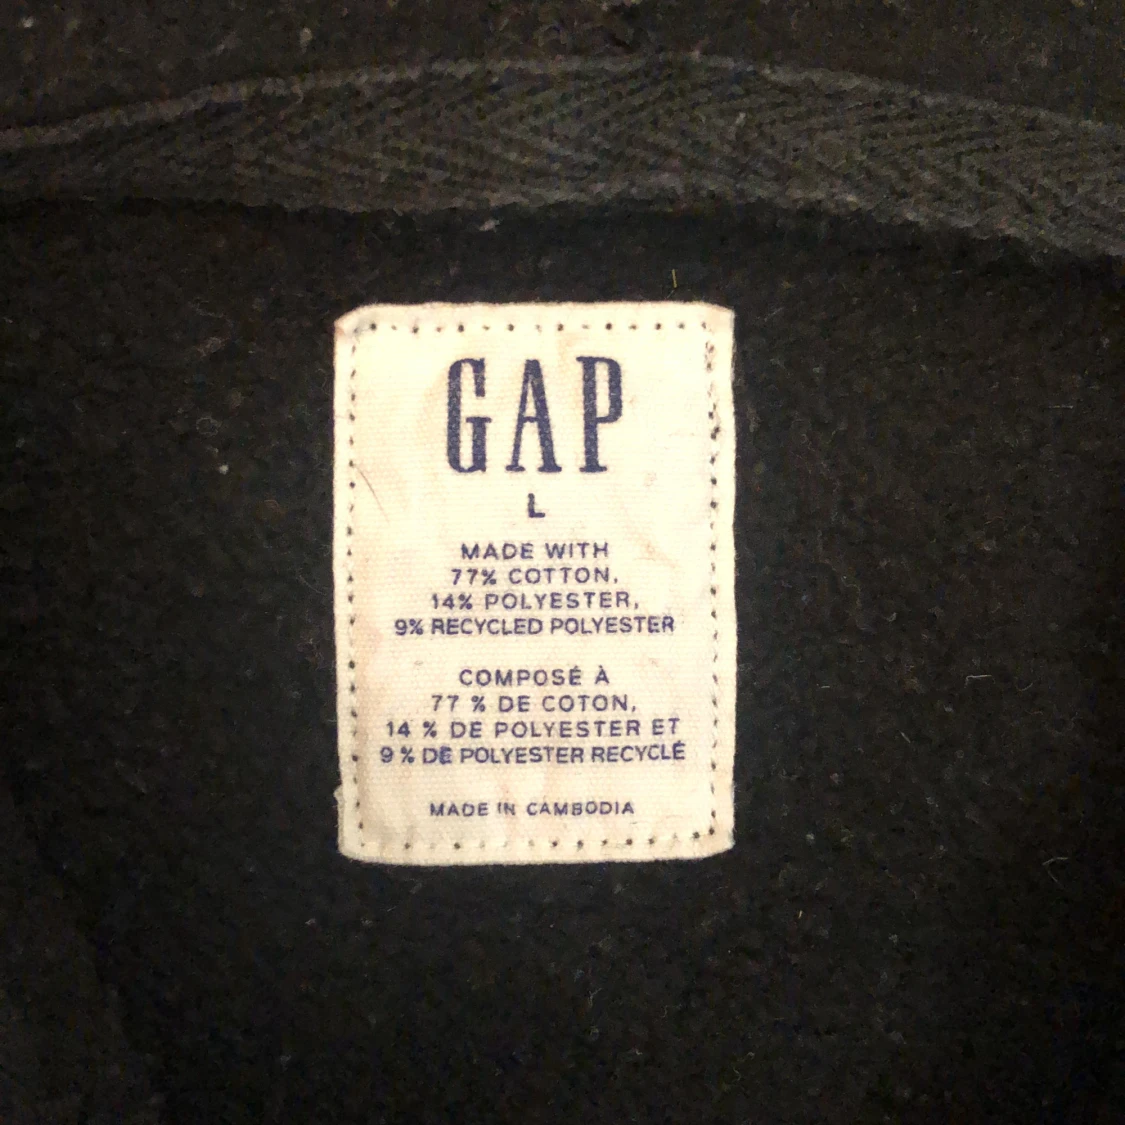 GAP
L
MADE WITH
77% COTTON,
14% POLYESTER,
9% RECYCLED POLYESTER
COMPOSÉ À
77 % DE COTON,
14 % DE POLYESTER ET
9 % DE POLYESTER RECYCLÉ
MADE IN CAMBODIA